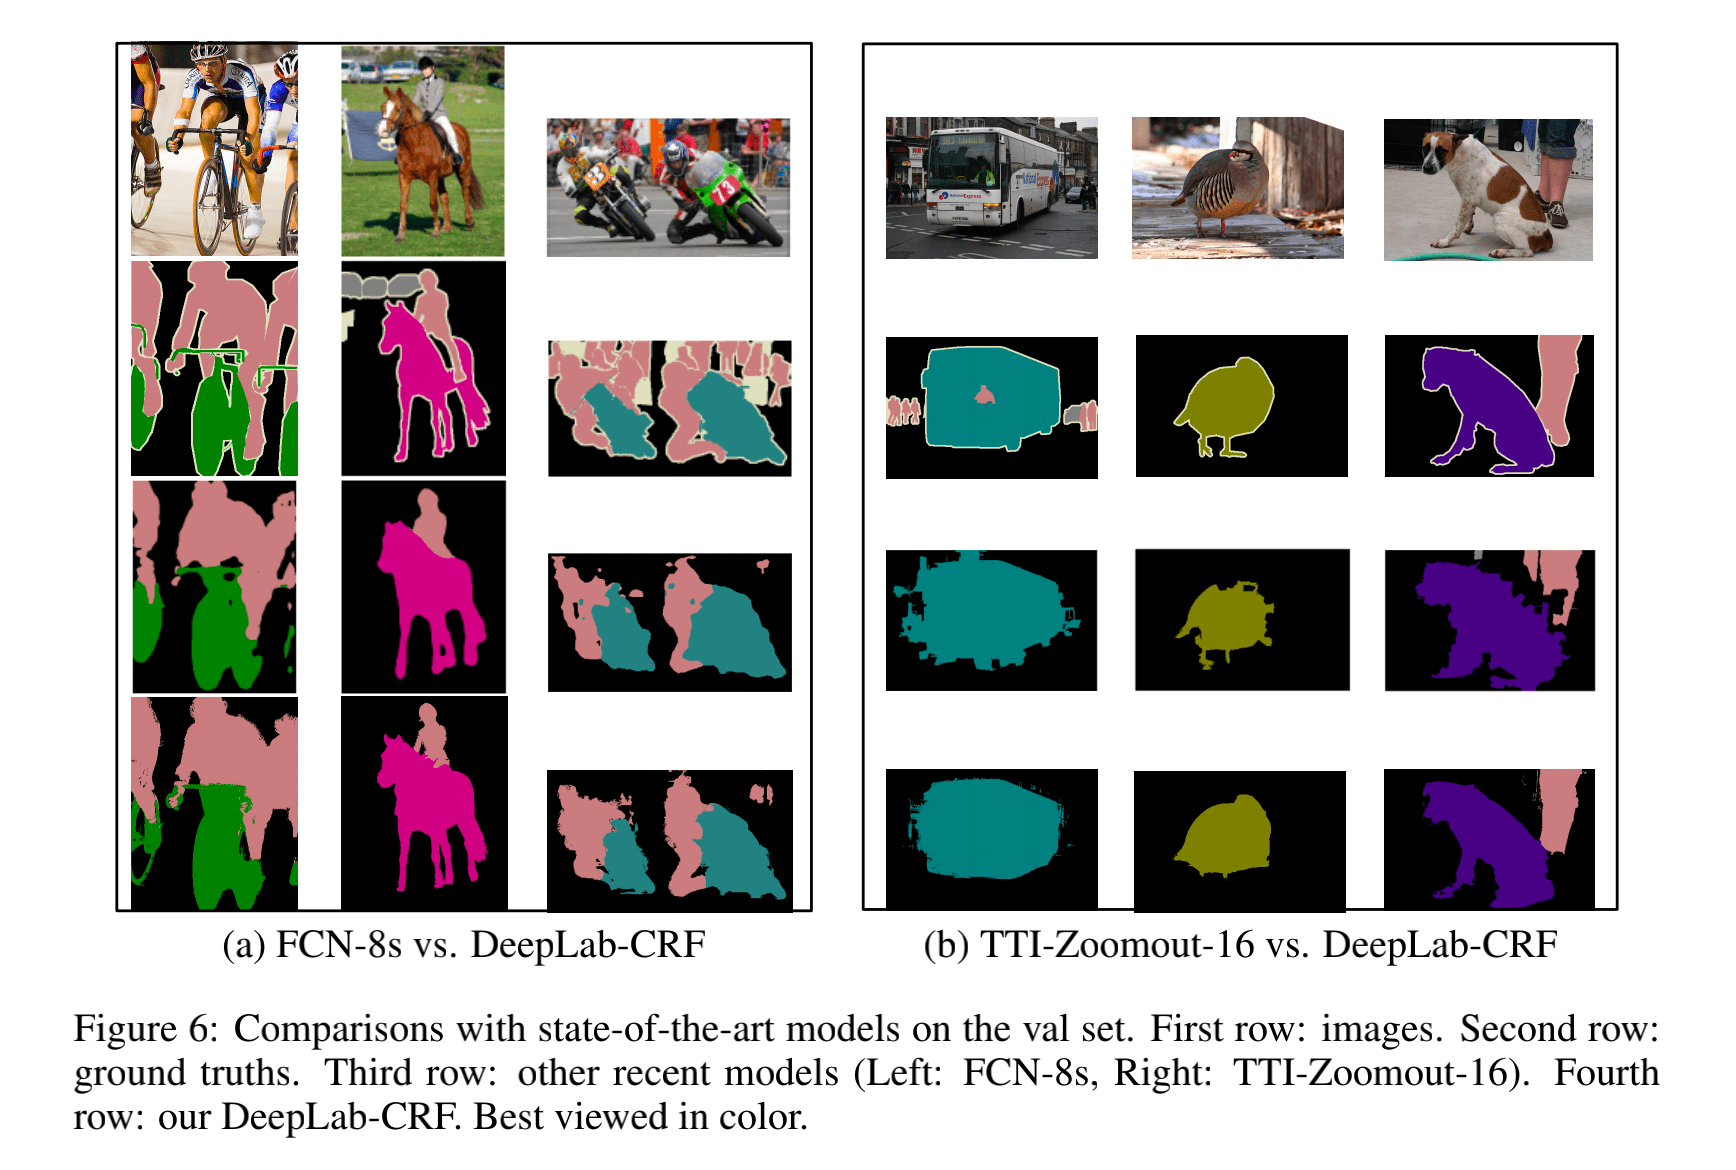 33
73
(a) FCN-8s vs. DeepLab-CRF
(b) TTI-Zoomout-16 vs. DeepLab-CRF
Figure 6: Comparisons with state-of-the-art models on the val set. First row: images. Second row:
ground truths. Third row: other recent models (Left: FCN-8s, Right: TTI-Zoomout-16). Fourth
row: our DeepLab-CRF. Best viewed in color.